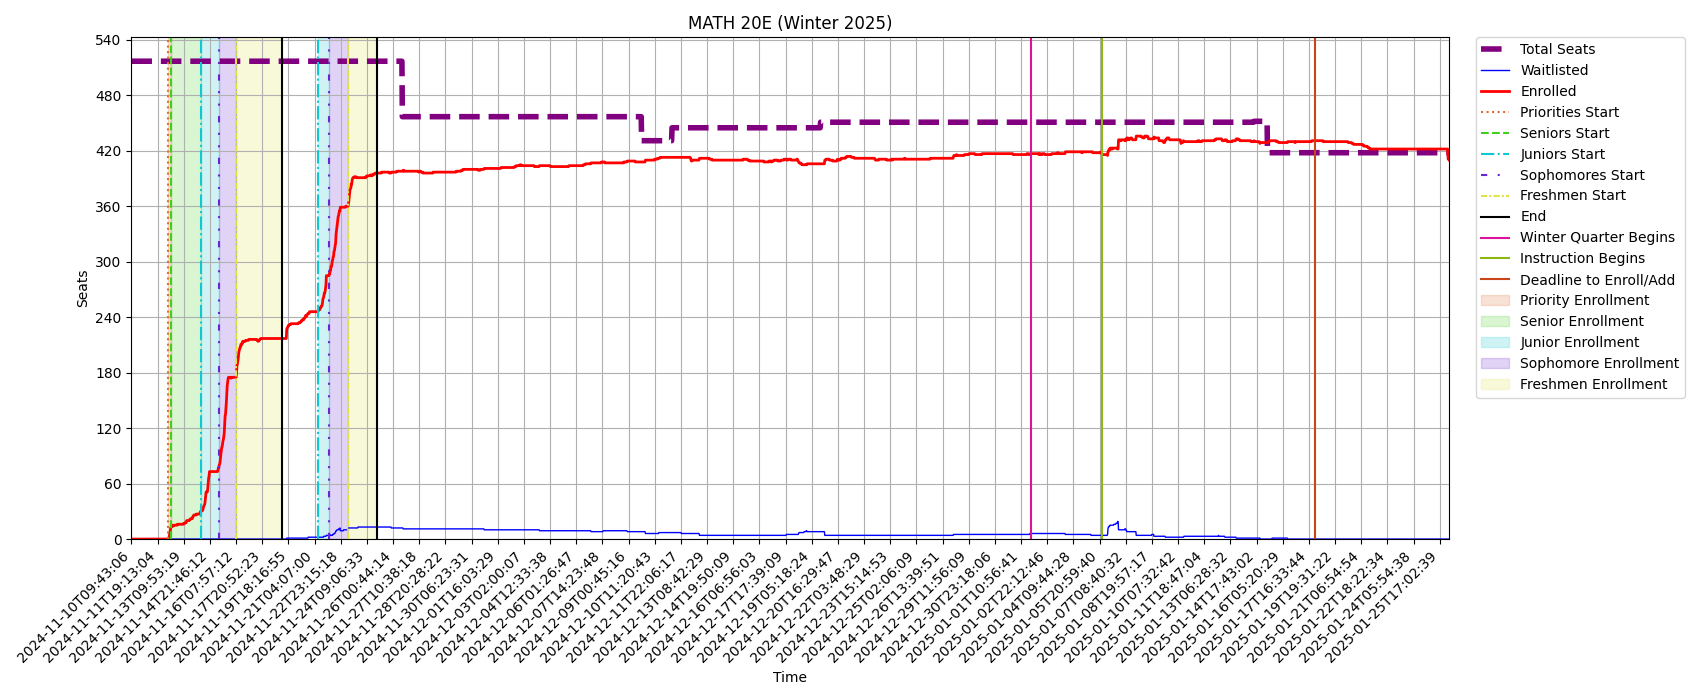 MATH 20E (Winter 2025)
Seats
540
480
420
360
300
240
180
120
60
0
2024-11-10T09:43:06
2024-11-11T19:13:04
2024-11-13T09:53:19
2024-11-14T21:46:12
2024-11-16T07:57:12
2024-11-17T20:52:23
2024-11-19T18:16:55
2024-11-21T04:07:00
2024-11-22T23:15:18
2024-11-24T09:06:33
2024-11-26T00:44:14
2024-11-27T10:38:18
2024-11-28T20:28:22
2024-11-30T06:23:31
2024-12-01T16:03:29
2024-12-03T02:00:07
2024-12-04T12:33:38
2024-12-06T01:26:47
2024-12-07T14:23:48
2024-12-09T00:45:16
2024-12-10T11:20:43
2024-12-11T22:06:17
2024-12-13T08:42:29
2024-12-14T19:50:09
2024-12-16T06:56:03
2024-12-17T17:39:09
2024-12-19T05:18:24
2024-12-20T16:29:47
2024-12-22T03:48:29
2024-12-23T15:14:53
2024-12-25T02:06:09
2024-12-26T13:39:51
2024-12-29T11:56:09
2024-12-30T23:18:06
2025-01-01T10:56:41
2025-01-02T22:12:46
2025-01-04T09:44:28
2025-01-05T20:59:40
2025-01-07T08:40:32
2025-01-08T19:57:17
2025-01-10T07:32:42
2025-01-11T18:47:04
2025-01-13T06:28:32
2025-01-14T17:43:02
2025-01-16T05:20:29
2025-01-17T16:33:44
2025-01-19T19:31:22
2025-01-21T06:54:54
2025-01-22T18:22:34
2025-01-24T05:54:38
2025-01-25T17:02:39
Time
Total Seats
Waitlisted
Enrolled
Priorities Start
Seniors Start
Juniors Start
Sophomores Start
Freshmen Start
End
Winter Quarter Begins
Instruction Begins
Deadline to Enroll/Add
Priority Enrollment
Senior Enrollment
Junior Enrollment
Sophomore Enrollment
Freshmen Enrollment